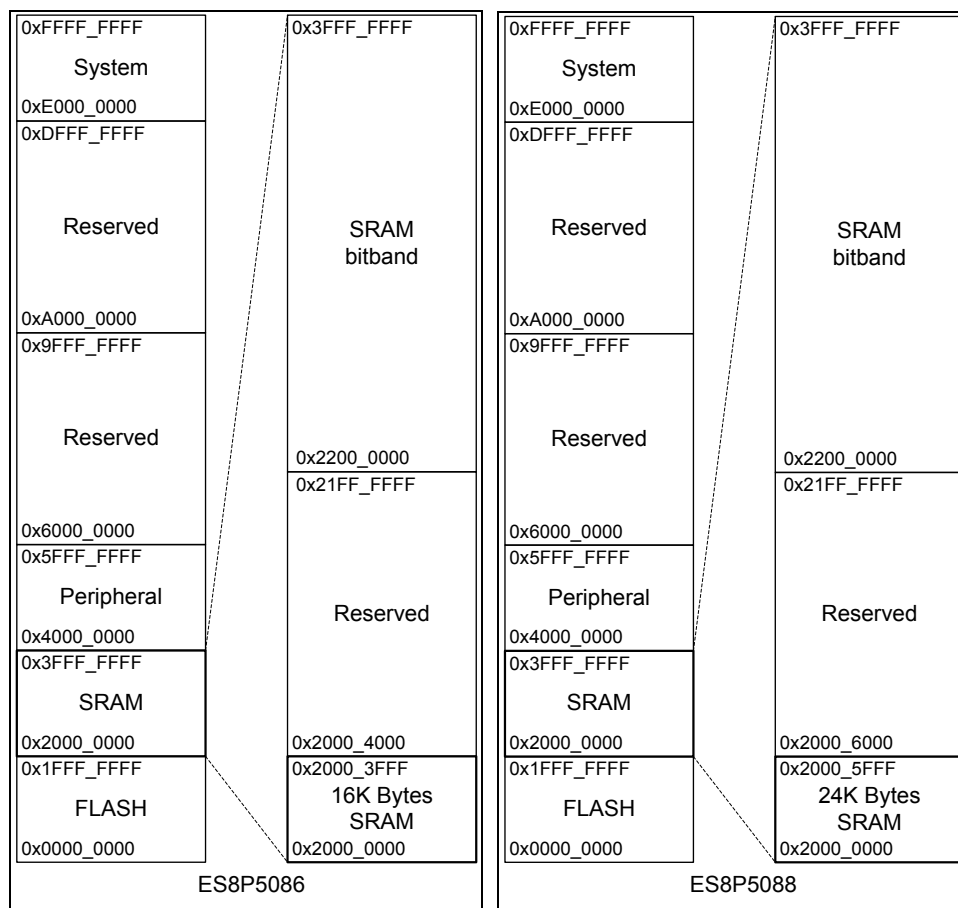 0xFFFF_FFFF
System
0xE000_0000
0xDFFF_FFFF
Reserved
0xA000_0000
0x9FFF_FFFF
Reserved
0x6000_0000
0x5FFF_FFFF
Peripheral
0x4000_0000
0x3FFF_FFFF
SRAM
0x2000_0000
0x1FFF_FFFF
FLASH
0x0000_0000
0x3FFF_FFFF
SRAM
bitband
0x2200_0000
0x21FF_FFFF
Reserved
0x2000_4000
0x2000_3FFF
16K Bytes
SRAM
0x2000_0000
ES8P5086
0xFFFF_FFFF
System
0xE000_0000
0xDFFF_FFFF
Reserved
0xA000_0000
0x9FFF_FFFF
Reserved
0x6000_0000
0x5FFF_FFFF
Peripheral
0x4000_0000
0x3FFF_FFFF
SRAM
0x2000_0000
0x1FFF_FFFF
FLASH
0x0000_0000
0x3FFF_FFFF
SRAM
bitband
0x2200_0000
0x21FF_FFFF
Reserved
0x2000_6000
0x2000_5FFF
24K Bytes
SRAM
0x2000_0000
ES8P5088